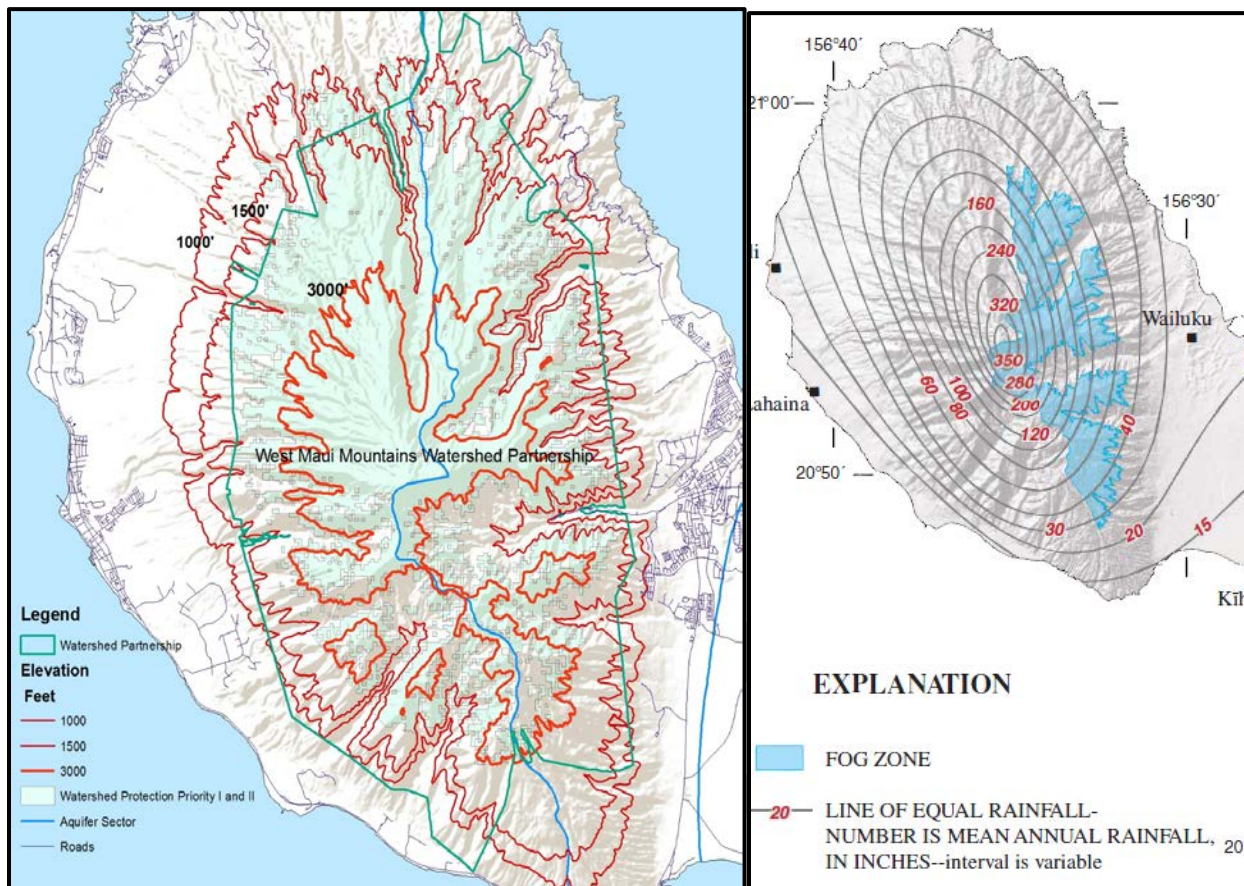 1500'
1000'
3000'
West Maui Mountains Watershed Partnership
Legend
Watershed Partnership
Elevation
Feet
1000
1500
3000
Watershed Protection Priority I and II
Aquifer Sector
Roads
156°40´
21°00´
156°30´
160
240
320
Wailuku
350
280
200
60
100
80
120
40
ahaina
20°50´
30
20
15
Kīh
EXPLANATION
FOG ZONE
20
LINE OF EQUAL RAINFALL-
NUMBER IS MEAN ANNUAL RAINFALL,
IN INCHES--interval is variable
20